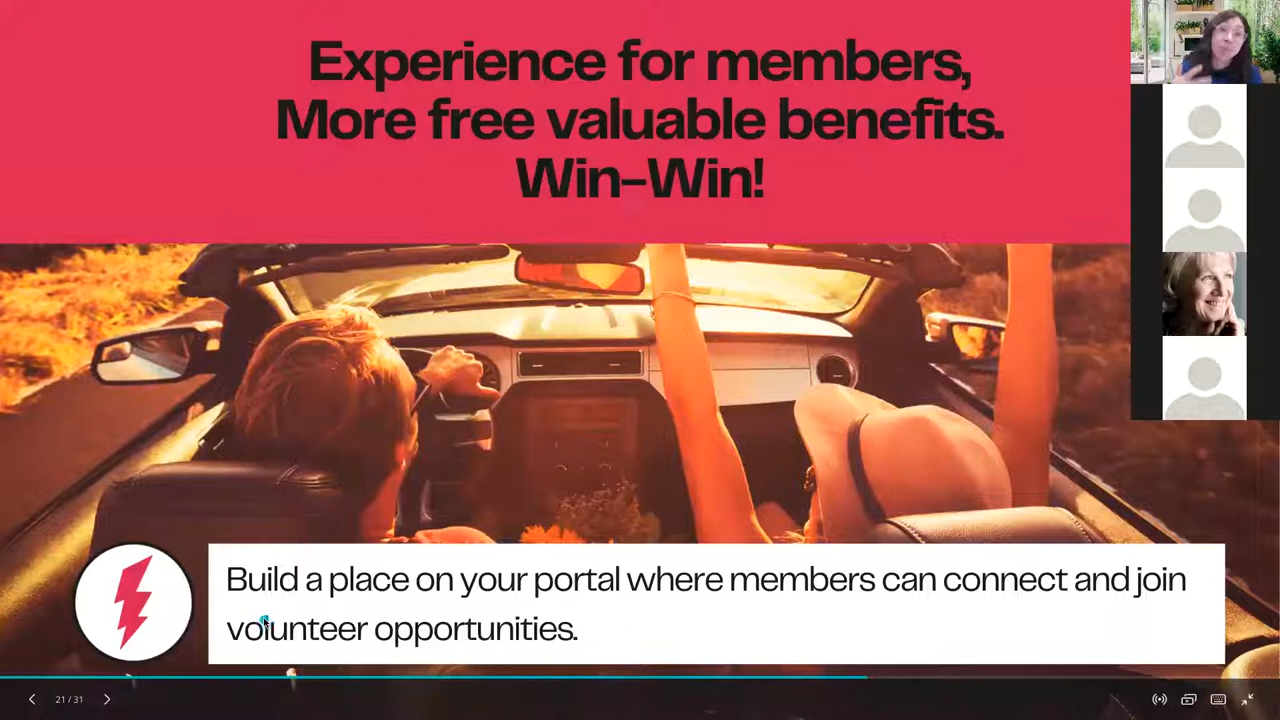 Experience for members,
More free valuable benefits.
Win-Win!
Build a place on your portal where members can connect and join
volunteer opportunities.
21 / 31